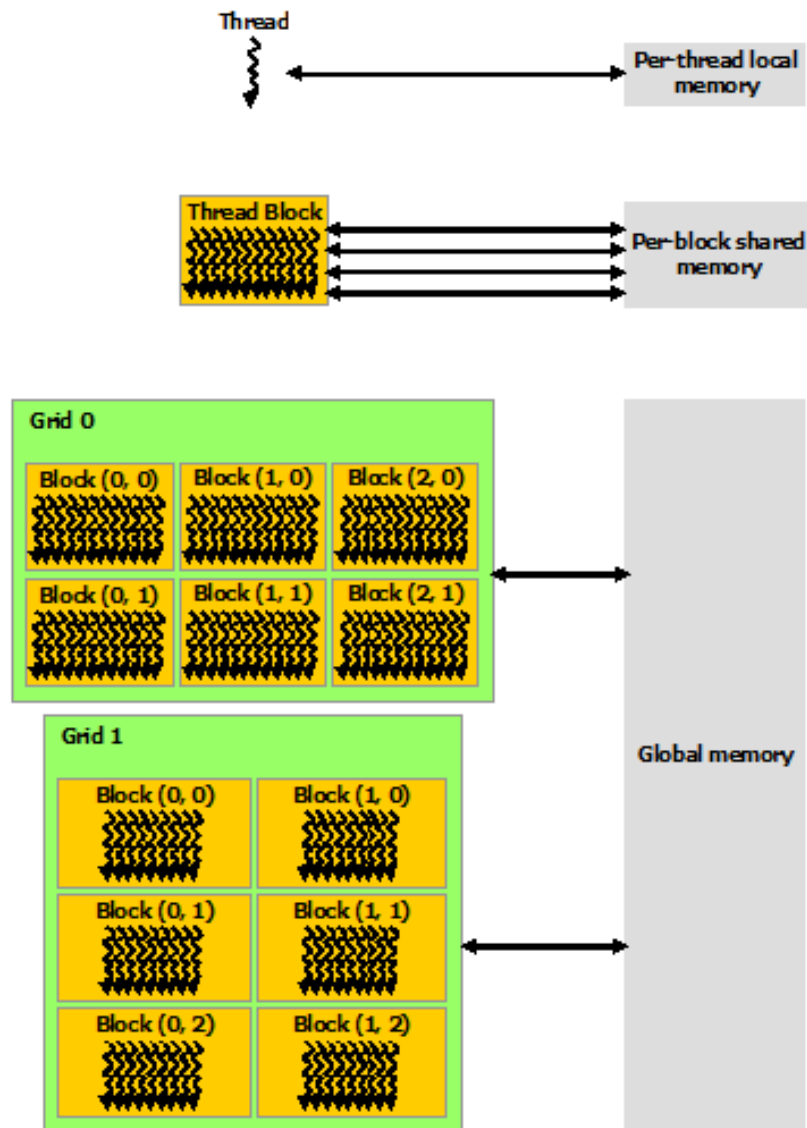 Thread
Per-thread local
memory
Thread Block
Per-block shared
memory
Grid 0
Block (0, 0) Block (1, 0) Block (2, 0)
Block (0, 1) Block (1, 1) Block (2, 1)
Grid 1
Block (0, 0) Block (1, 0)
Block (0, 1) Block (1, 1)
Block (0, 2) Block (1, 2)
Global memory